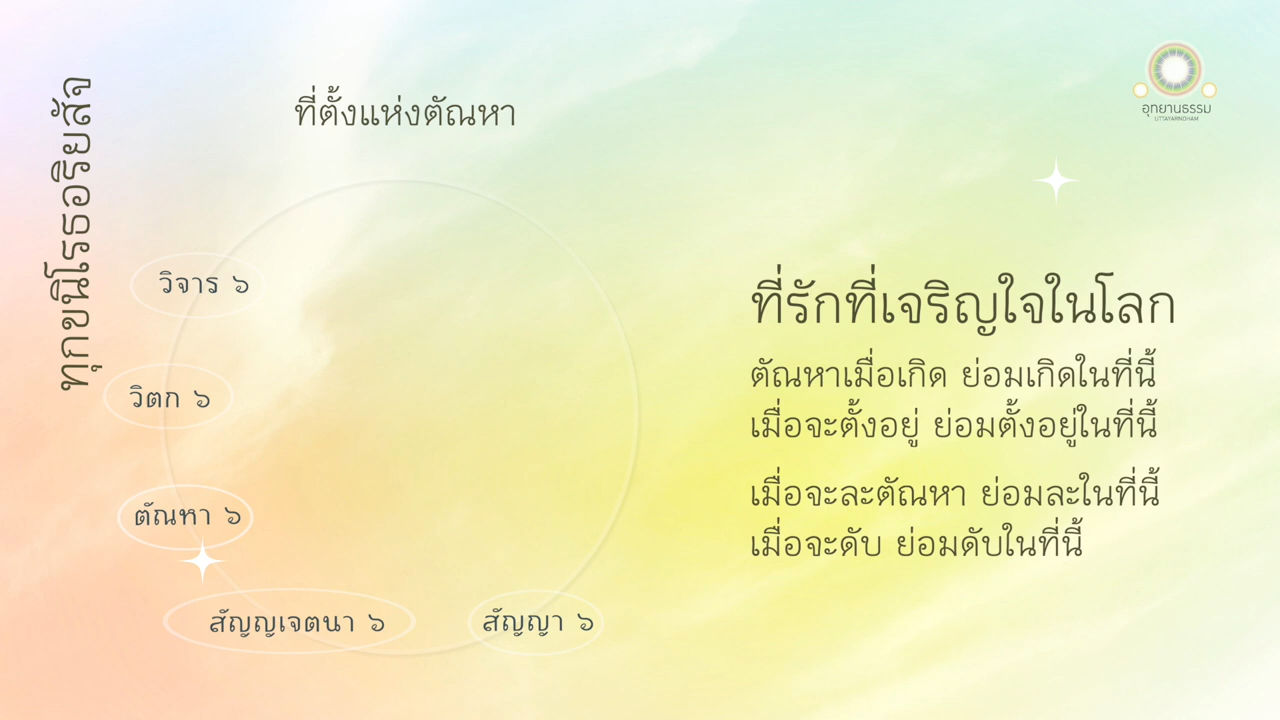 ทุกขนิโรธอริยสัจ
ที่ตั้งแห่งตัณหา
วิจาร ๖
วิตก ๖
ตัณหา ๖
สัญญเจตนา ๖
สัญญา ๖
อุทยานธรรม
UTTAYARNDHAM
ที่รักที่เจริญใจในโลก
ตัณหาเมื่อเกิด ย่อมเกิดในที่นี้
เมื่อจะตั้งอยู่ ย่อมตั้งอยู่ในที่นี้
เมื่อจะละตัณหา ย่อมละในที่นี้
เมื่อจะดับ ย่อมดับในที่นี้